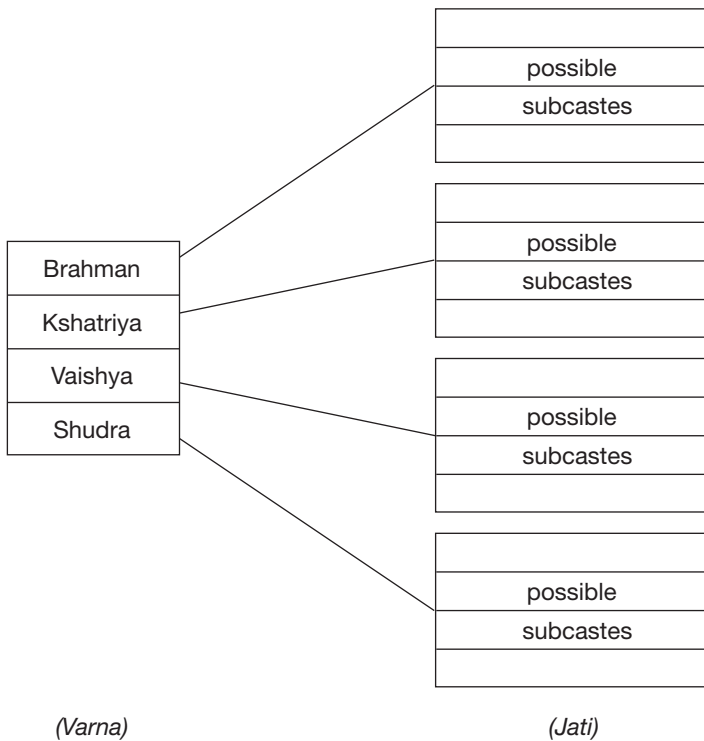 possible
subcastes
possible
subcastes
Brahman
Kshatriya
Vaishya
Shudra
possible
subcastes
possible
subcastes
(Varna)
(Jati)